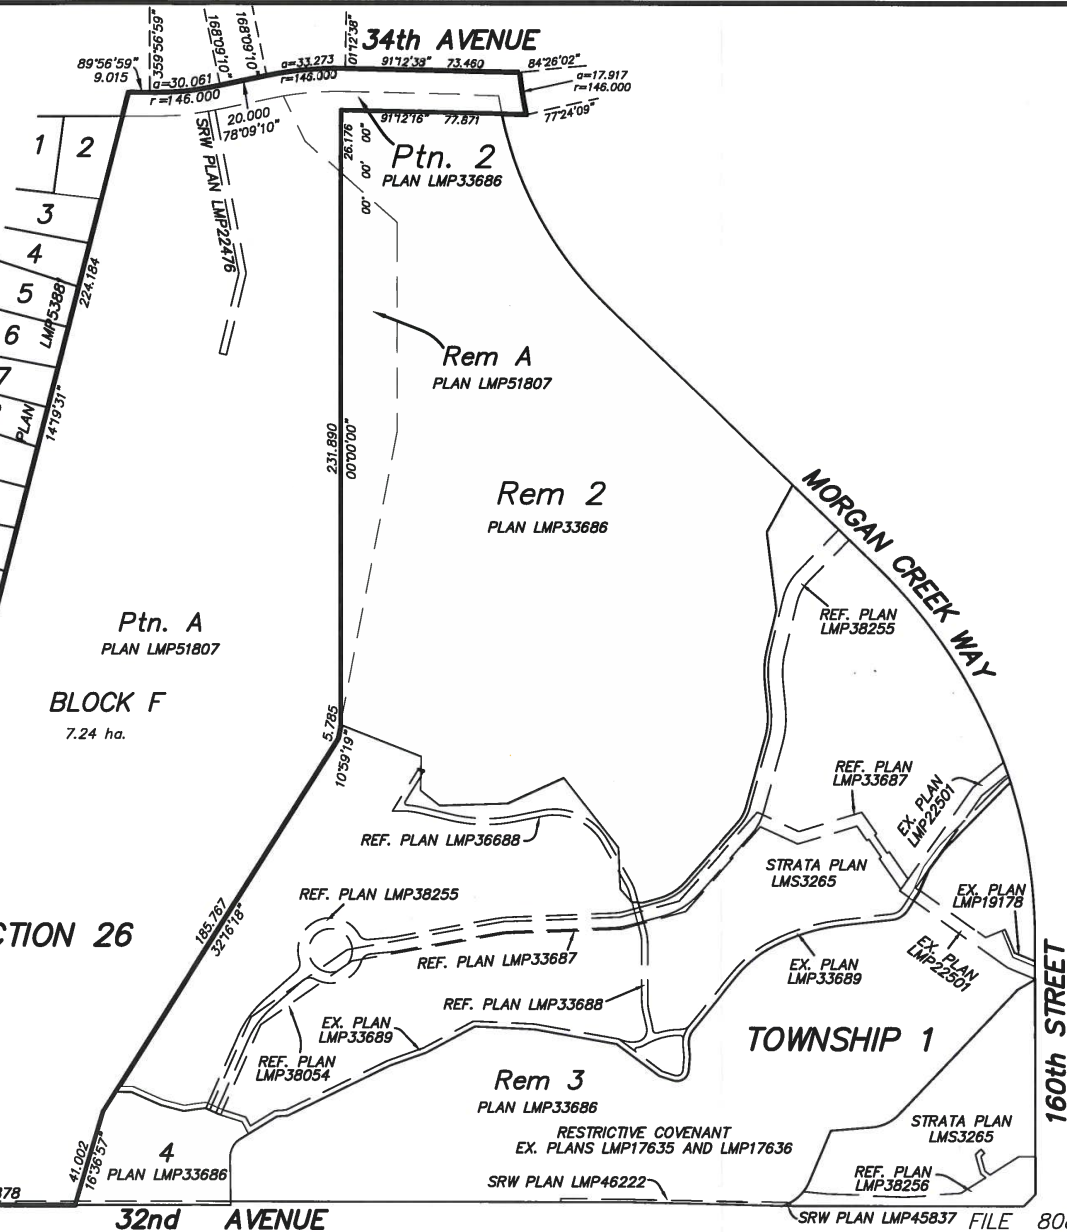 34th AVENUE
89°56'59"
9.015
359°56'59"
168°09'10"
168°09'10"
01°12'38"
a=30.061
r=146.000
20.000
78°09'10"
a=33.273
r=146.000
91°12'38" 73.460
84°26'02"
a=17.917
r=146.000
77°24'09"
91°12'16" 77.871
26.176
00° 00' 00"
Ptn. 2
PLAN LMP33686
SRW PLAN LMP22476
1
2
3
4
5
6
7
PLAN
LMP5388
224.184
14°19'31"
Rem A
PLAN LMP51807
231.890
00°00'00"
Rem 2
PLAN LMP33686
MORGAN CREEK WAY
REF. PLAN
LMP38255
Ptn. A
PLAN LMP51807
BLOCK F
7.24 ha.
5.785
10°59'19"
REF. PLAN
LMP33687
EX. PLAN
LMP22501
REF. PLAN LMP36688
STRATA PLAN
LMS3265
REF. PLAN LMP38255
EX. PLAN
LMP19178
185.767
32°16'18"
CTION 26
REF. PLAN LMP33687
EX. PLAN
LMP33689
EX. PLAN
LMP22501
160th STREET
REF. PLAN LMP33688
EX. PLAN
LMP33689
REF. PLAN
LMP38054
TOWNSHIP 1
Rem 3
PLAN LMP33686
RESTRICTIVE COVENANT
EX. PLANS LMP17635 AND LMP17636
STRATA PLAN
LMS3265
4
PLAN LMP33686
41.002
16°36'57"
SRW PLAN LMP46222
REF. PLAN
LMP38256
378
32nd AVENUE
SRW PLAN LMP45837
FILE 80